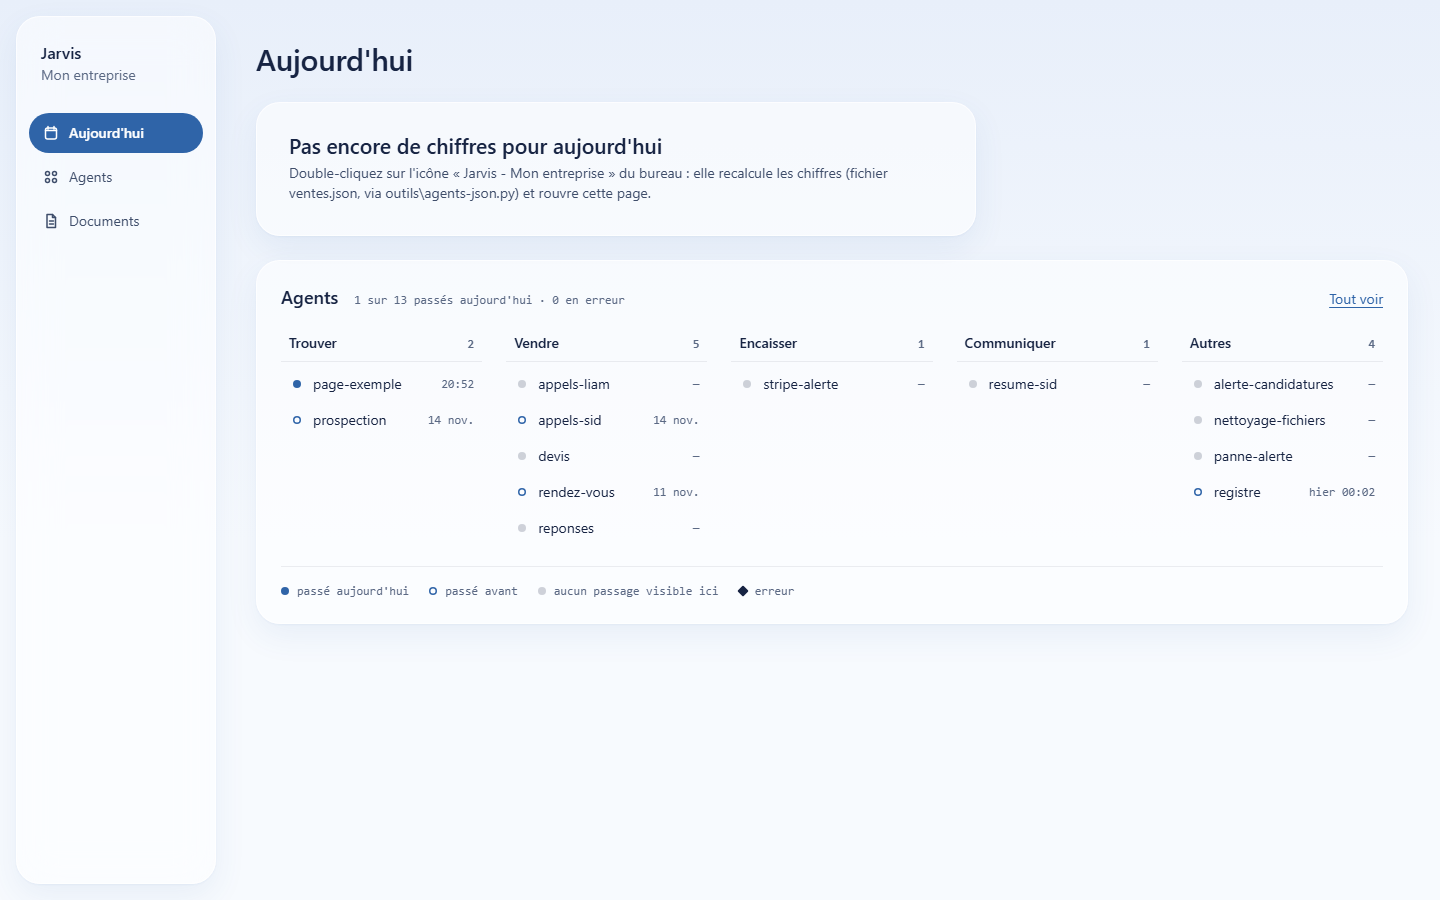 Jarvis
Mon entreprise
Aujourd'hui
Agents
Documents
Aujourd'hui
Pas encore de chiffres pour aujourd'hui
Double-cliquez sur l'icône « Jarvis - Mon entreprise » du bureau : elle recalcule les chiffres (fichier
ventes.json, via outils\agents-json.py) et rouvre cette page.
Agents 1 sur 13 passés aujourd'hui · 0 en erreur Tout voir
Trouver 2
page-exemple 20:52
prospection 14 nov.
Vendre 5
appels-liam –
appels-sid 14 nov.
devis –
rendez-vous 11 nov.
reponses –
Encaisser 1
stripe-alerte –
Communiquer 1
resume-sid –
Autres 4
alerte-candidatures –
nettoyage-fichiers –
panne-alerte –
registre hier 00:02
passé aujourd'hui passé avant aucun passage visible ici erreur